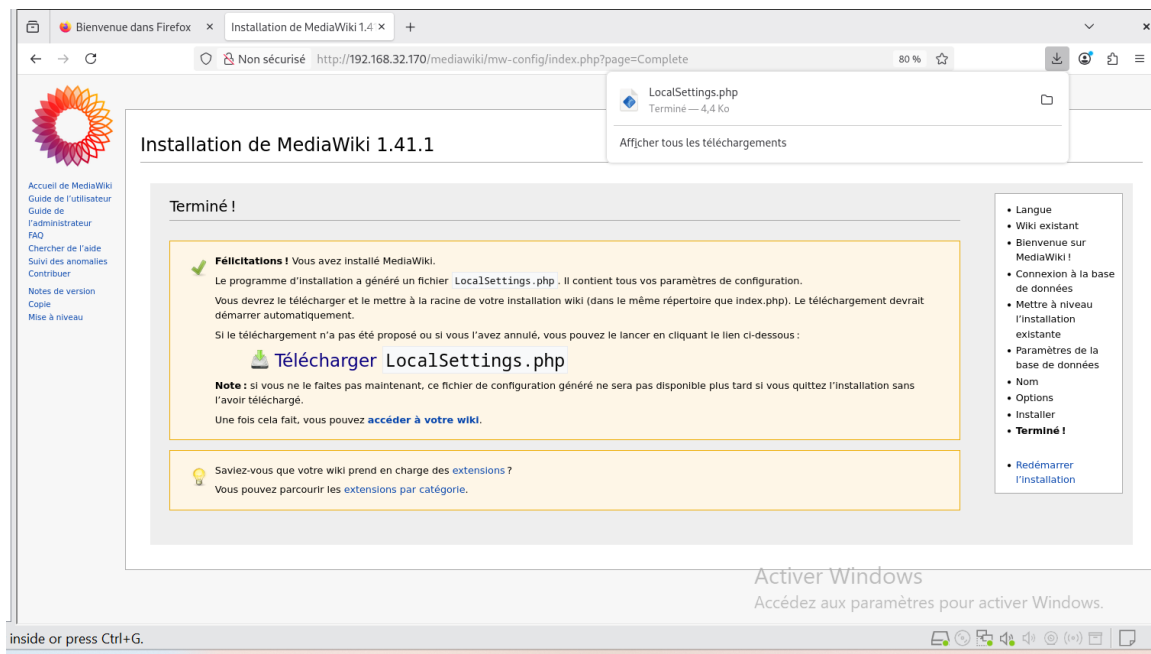 Bienvenue dans Firefox
Installation de MediaWiki 1.4
Non sécurisé
http://192.168.32.170/mediawiki/mw-config/index.php?page=Complete
80 %
LocalSettings.php
Terminé — 4,4 Ko
Afficher tous les téléchargements
Installation de MediaWiki 1.41.1
Accueil de MediaWiki
Guide de l'utilisateur
Guide de
l'administrateur
FAQ
Chercher de l'aide
Suivi des anomalies
Contribuer
Notes de version
Copie
Mise à niveau
Terminé !
Félicitations ! Vous avez installé MediaWiki.
Le programme d'installation a généré un fichier LocalSettings.php . Il contient tous vos paramètres de configuration.
Vous devrez le télécharger et le mettre à la racine de votre installation wiki (dans le même répertoire que index.php). Le téléchargement devrait
démarrer automatiquement.
Si le téléchargement n'a pas été proposé ou si vous l'avez annulé, vous pouvez le lancer en cliquant le lien ci-dessous :
Télécharger LocalSettings.php
Note : si vous ne le faites pas maintenant, ce fichier de configuration généré ne sera pas disponible plus tard si vous quittez l'installation sans
l'avoir téléchargé.
Une fois cela fait, vous pouvez accéder à votre wiki.
Saviez-vous que votre wiki prend en charge des extensions ?
Vous pouvez parcourir les extensions par catégorie.
Langue
Wiki existant
Bienvenue sur
MediaWiki !
Connexion à la base
de données
Mettre à niveau
l'installation
existante
Paramètres de la
base de données
Nom
Options
Installer
Terminé !
Redémarrer
l'installation
Activer Windows
Accédez aux paramètres pour activer Windows.
inside or press Ctrl+G.